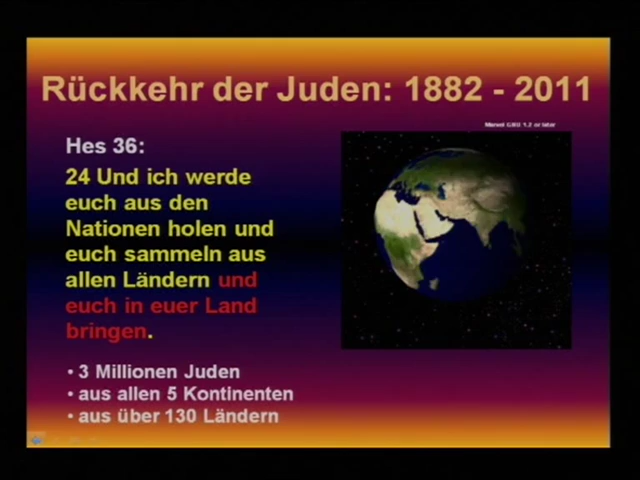 Rückkehr der Juden: 1882 - 2011
Hes 36:
24 Und ich werde
euch aus den
Nationen holen und
euch sammeln aus
allen Ländern und
euch in euer Land
bringen.
• 3 Millionen Juden
• aus allen 5 Kontinenten
• aus über 130 Ländern